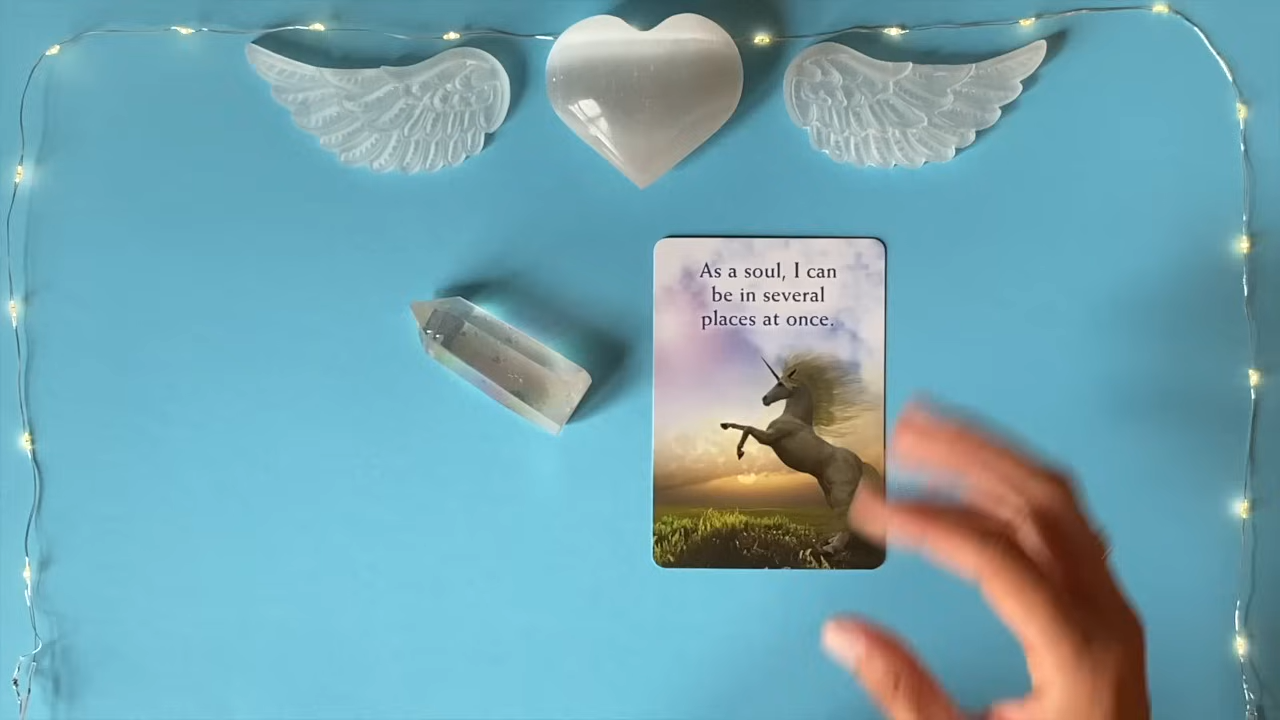 As a soul, I can
be in several
places at once.